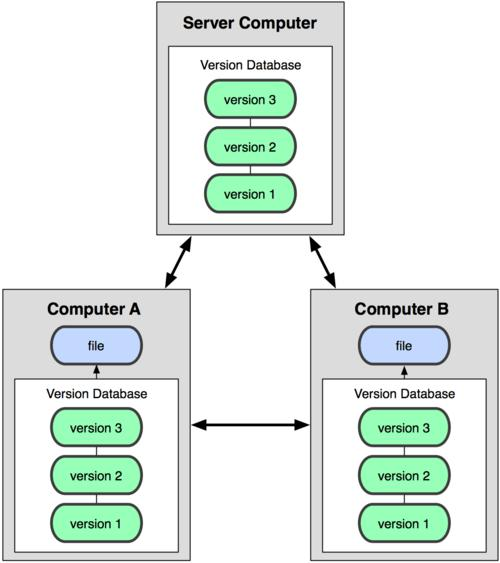 Server Computer
Version Database
version 3
version 2
version 1
Computer A
file
Version Database
version 3
version 2
version 1
Computer B
file
Version Database
version 3
version 2
version 1